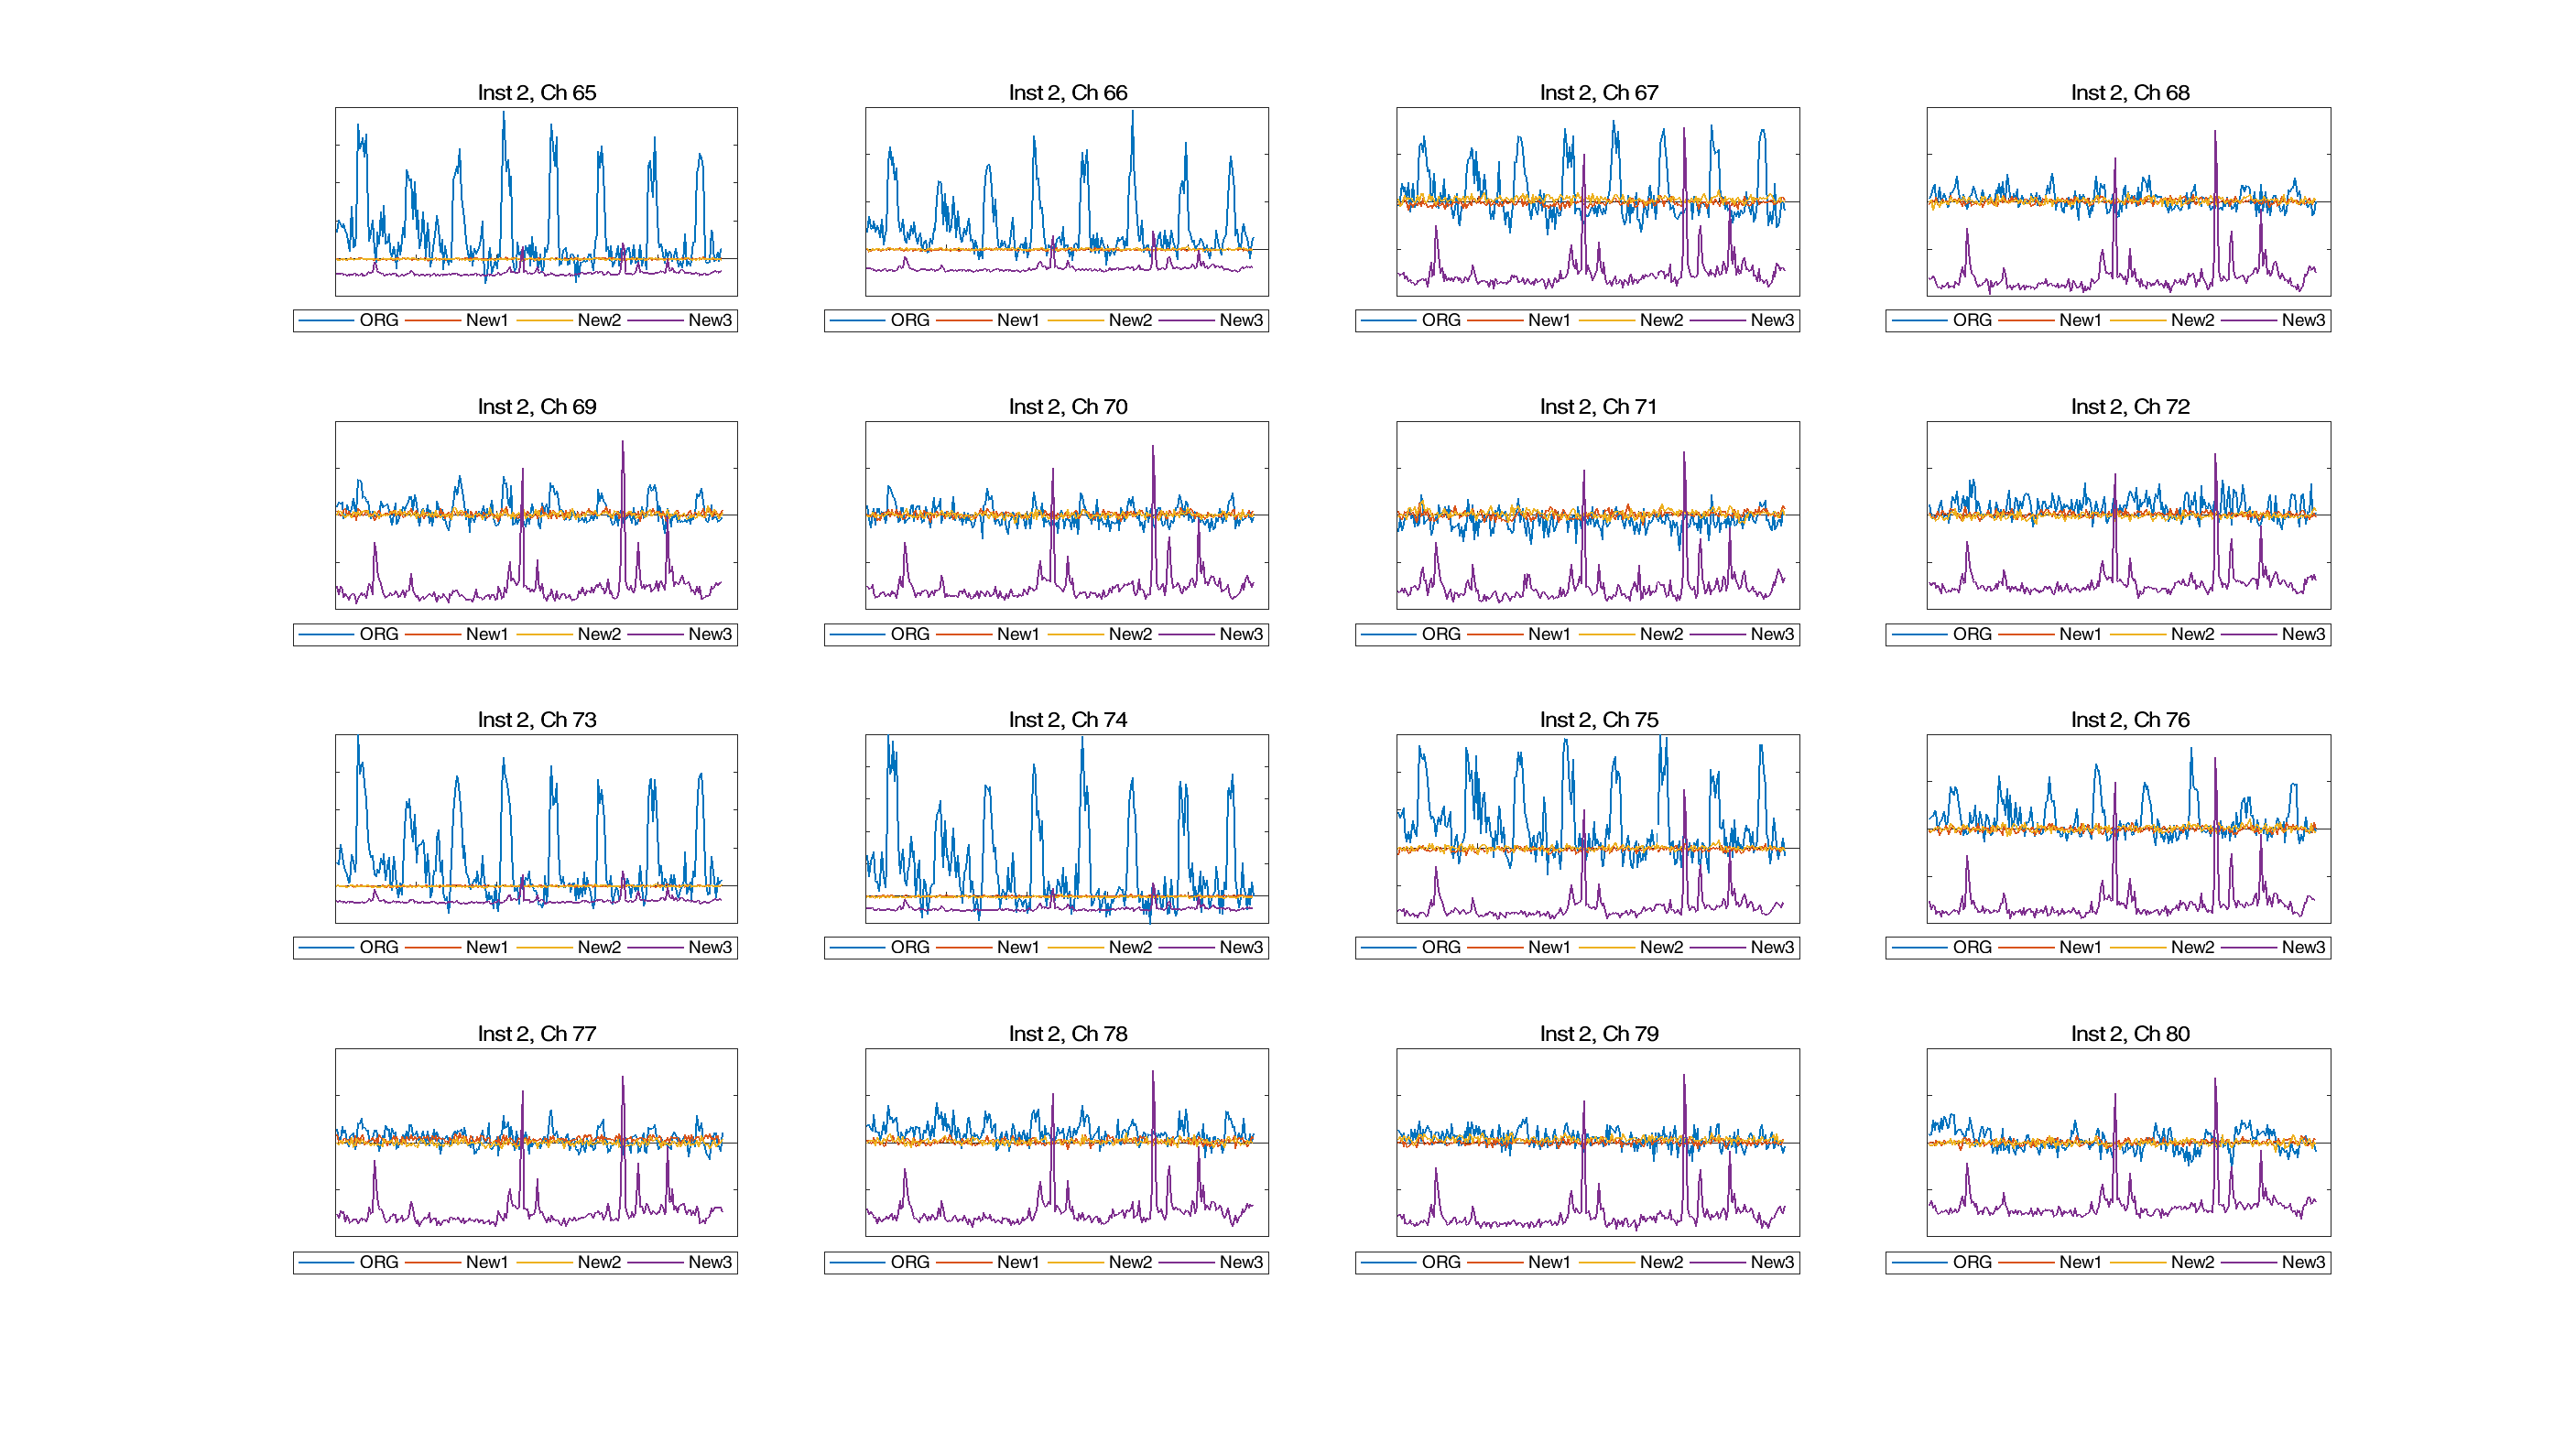 Inst 2, Ch 65
Inst 2, Ch 66
Inst 2, Ch 67
Inst 2, Ch 68
ORG New1 New2 New3
ORG New1 New2 New3
ORG New1 New2 New3
ORG New1 New2 New3
Inst 2, Ch 69
Inst 2, Ch 70
Inst 2, Ch 71
Inst 2, Ch 72
ORG New1 New2 New3
ORG New1 New2 New3
ORG New1 New2 New3
ORG New1 New2 New3
Inst 2, Ch 73
Inst 2, Ch 74
Inst 2, Ch 75
Inst 2, Ch 76
ORG New1 New2 New3
ORG New1 New2 New3
ORG New1 New2 New3
ORG New1 New2 New3
Inst 2, Ch 77
Inst 2, Ch 78
Inst 2, Ch 79
Inst 2, Ch 80
ORG New1 New2 New3
ORG New1 New2 New3
ORG New1 New2 New3
ORG New1 New2 New3